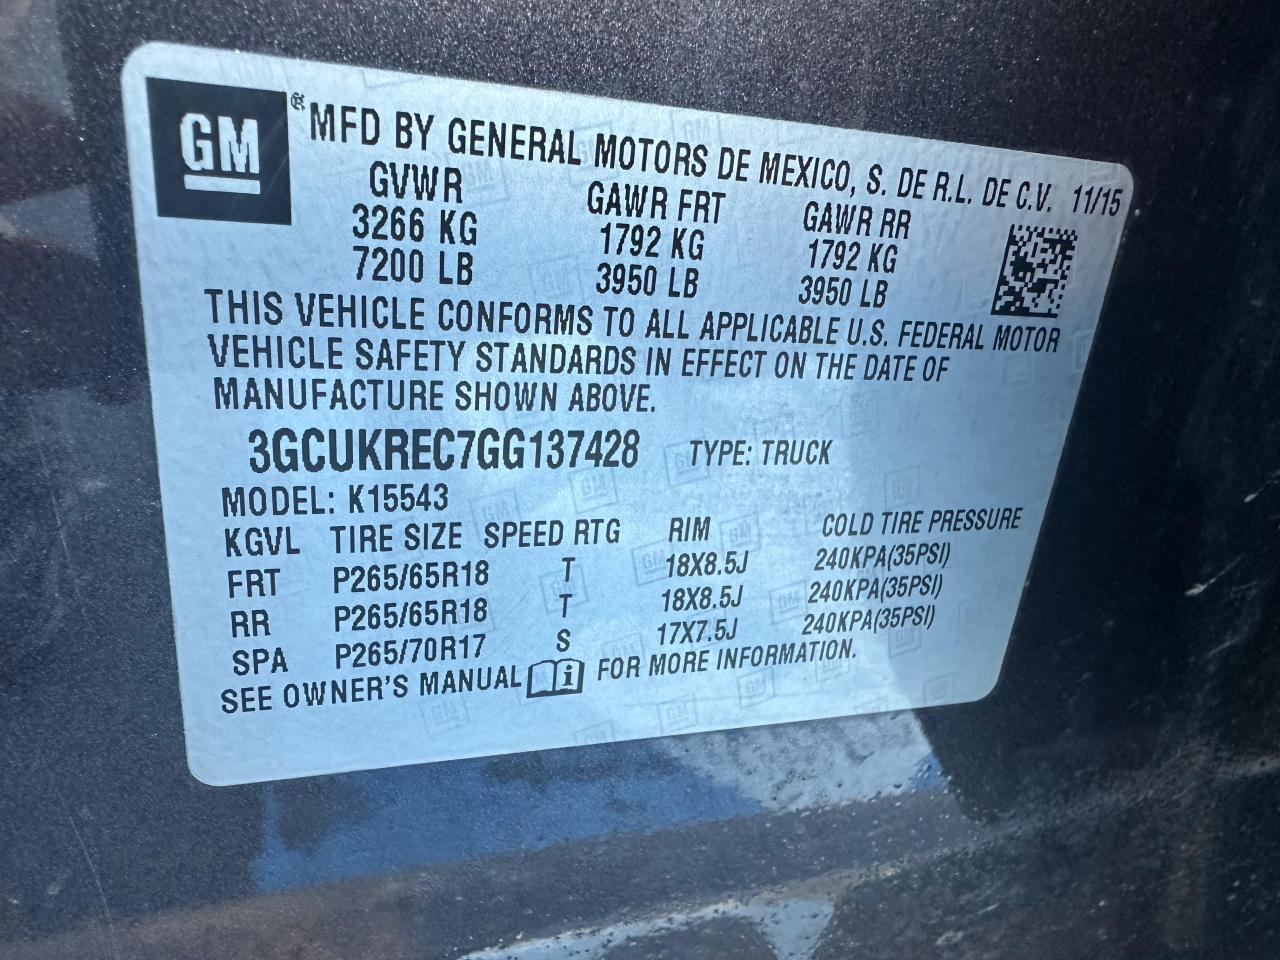 GM ® MFD BY GENERAL MOTORS DE MEXICO, S. DE R.L. DE C.V. 11/15
GVWR GAWR FRT GAWR RR
3266 KG 1792 KG 1792 KG
7200 LB 3950 LB 3950 LB
THIS VEHICLE CONFORMS TO ALL APPLICABLE U.S. FEDERAL MOTOR
VEHICLE SAFETY STANDARDS IN EFFECT ON THE DATE OF
MANUFACTURE SHOWN ABOVE.
3GCUKREC7GG137428 TYPE: TRUCK
MODEL: K15543
KGVL TIRE SIZE SPEED RTG RIM COLD TIRE PRESSURE
FRT P265/65R18 T 18X8.5J 240KPA(35PSI)
RR P265/65R18 T 18X8.5J 240KPA(35PSI)
SPA P265/70R17 S 17X7.5J 240KPA(35PSI)
SEE OWNER'S MANUAL i FOR MORE INFORMATION.